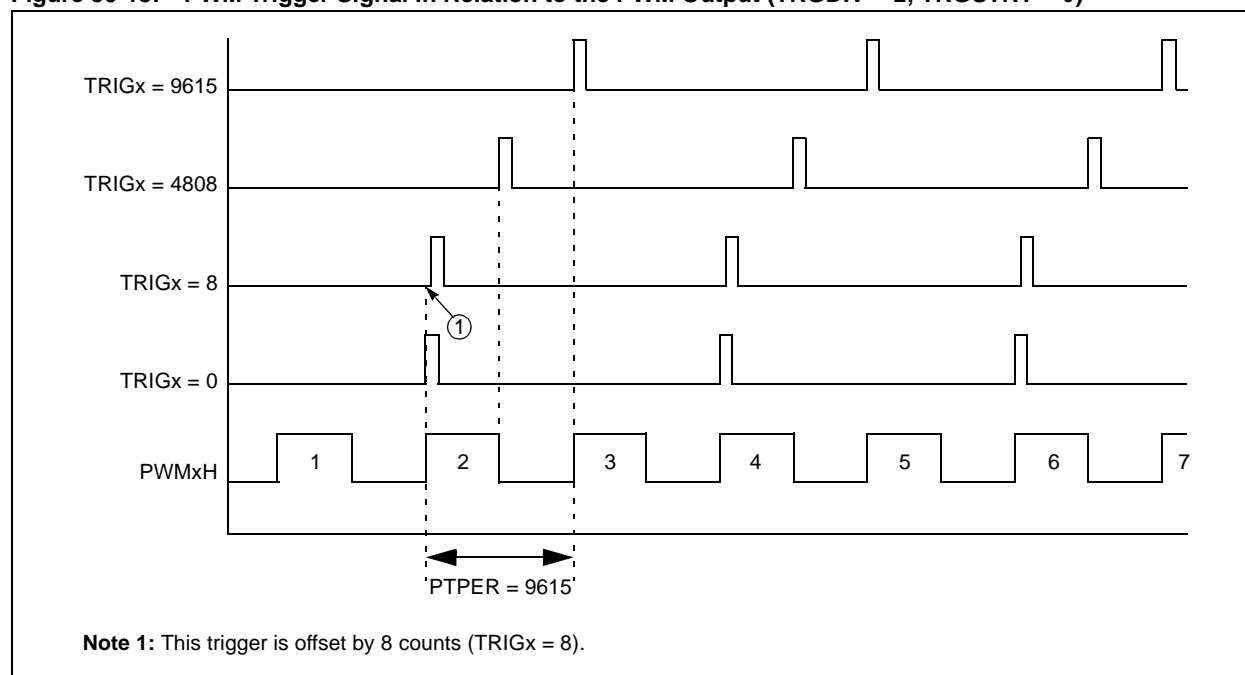 TRIGx = 9615
TRIGx = 4808
TRIGx = 8
1
TRIGx = 0
PWMxH
1 2 3 4 5 6 7
PTPER = 9615
Note 1: This trigger is offset by 8 counts (TRIGx = 8).